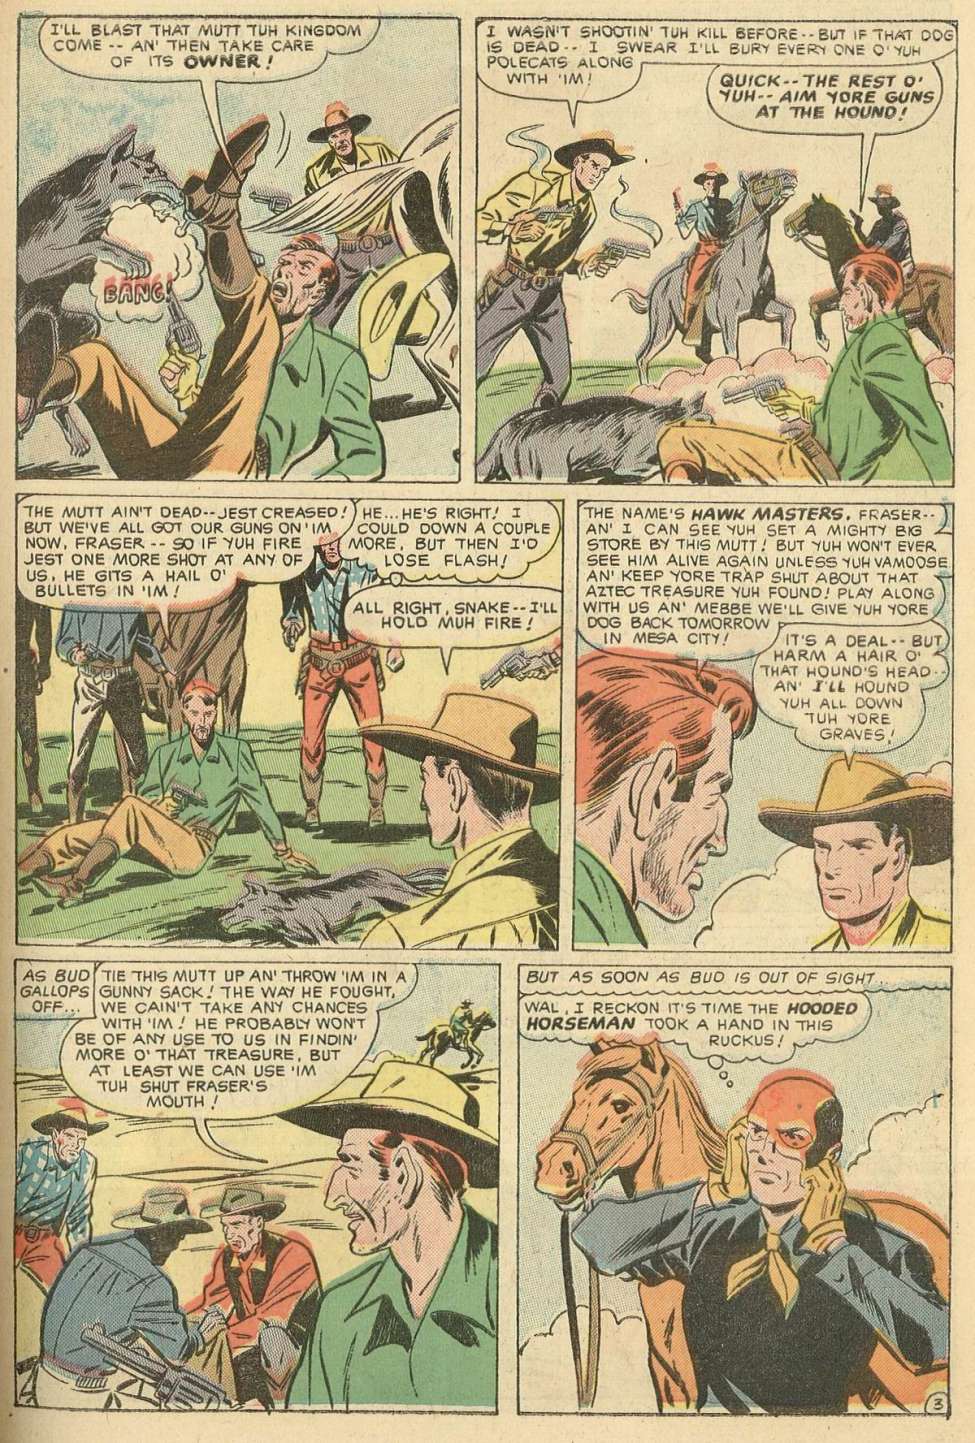 I'LL BLAST THAT MUTT TUH KINGDOM
COME -- AN' THEN TAKE CARE
OF ITS OWNER!
BANG!
I WASN'T SHOOTIN' TUH KILL BEFORE -- BUT IF THAT DOG
IS DEAD -- I SWEAR I'LL BURY EVERY ONE O' YUH
POLECATS ALONG
WITH 'IM!
QUICK -- THE REST O'
YUH -- AIM YORE GUNS
AT THE HOUND!
THE MUTT AIN'T DEAD -- JEST CREASED!
BUT WE'VE ALL GOT OUR GUNS ON 'IM
NOW, FRASER -- SO IF YUH FIRE
JEST ONE MORE SHOT AT ANY OF
US, HE GITS A HAIL O'
BULLETS IN 'IM!
HE... HE'S RIGHT! I
COULD DOWN A COUPLE
MORE, BUT THEN I'D
LOSE FLASH!
ALL RIGHT, SNAKE -- I'LL
HOLD MUH FIRE!
THE NAME'S HAWK MASTERS, FRASER --
AN' I CAN SEE YUH SET A MIGHTY BIG
STORE BY THIS MUTT! BUT YUH WON'T EVER
SEE HIM ALIVE AGAIN UNLESS YUH VAMOOSE
AN' KEEP YORE TRAP SHUT ABOUT THAT
AZTEC TREASURE YUH FOUND! PLAY ALONG
WITH US AN' MEBBE WE'LL GIVE YUH YORE
DOG BACK TOMORROW
IN MESA CITY!
IT'S A DEAL -- BUT
HARM A HAIR O'
THAT HOUND'S HEAD --
AN' I'LL HOUND
YUH ALL DOWN
TUH YORE
GRAVES!
AS BUD
GALLOPS
OFF...
TIE THIS MUTT UP AN' THROW 'IM IN A
GUNNY SACK! THE WAY HE FOUGHT,
WE CAIN'T TAKE ANY CHANCES
WITH 'IM! HE PROBABLY WON'T
BE OF ANY USE TO US IN FINDIN'
MORE O' THAT TREASURE, BUT
AT LEAST WE CAN USE 'IM
TUH SHUT FRASER'S
MOUTH!
BUT AS SOON AS BUD IS OUT OF SIGHT...
WAL, I RECKON IT'S TIME THE HOODED
HORSEMAN TOOK A HAND IN THIS
RUCKUS!
3